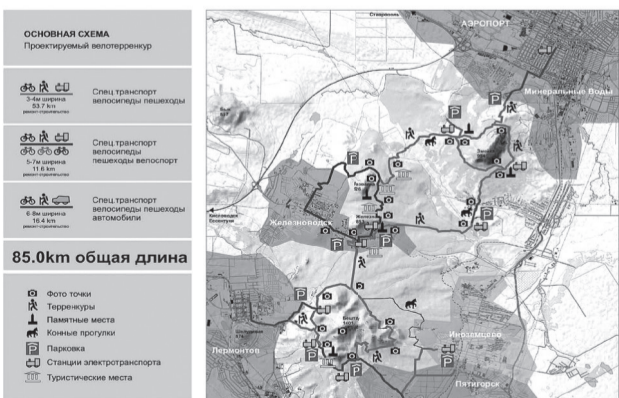 ОСНОВНАЯ СХЕМА
Проектируемый велотерренкур
3-4м ширина
53.7 km
Спец транспорт
велосипеды пешеходы
5-7м ширина
11.6 km
Спец транспорт
велосипеды
пешеходы велоспорт
6-8м ширина
16.4 km
Спец транспорт
велосипеды пешеходы
автомобили
85.0km общая длина
Фото точки
Терренкуры
Памятные места
Конные прогулки
Парковка
Станции электротранспорта
Туристические места
Ставрополь
АЭРОПОРТ
Минеральные Воды
Кисловодск
Ессентуки
Железноводск
Лермонтов
Иноземцево
Пятигорск